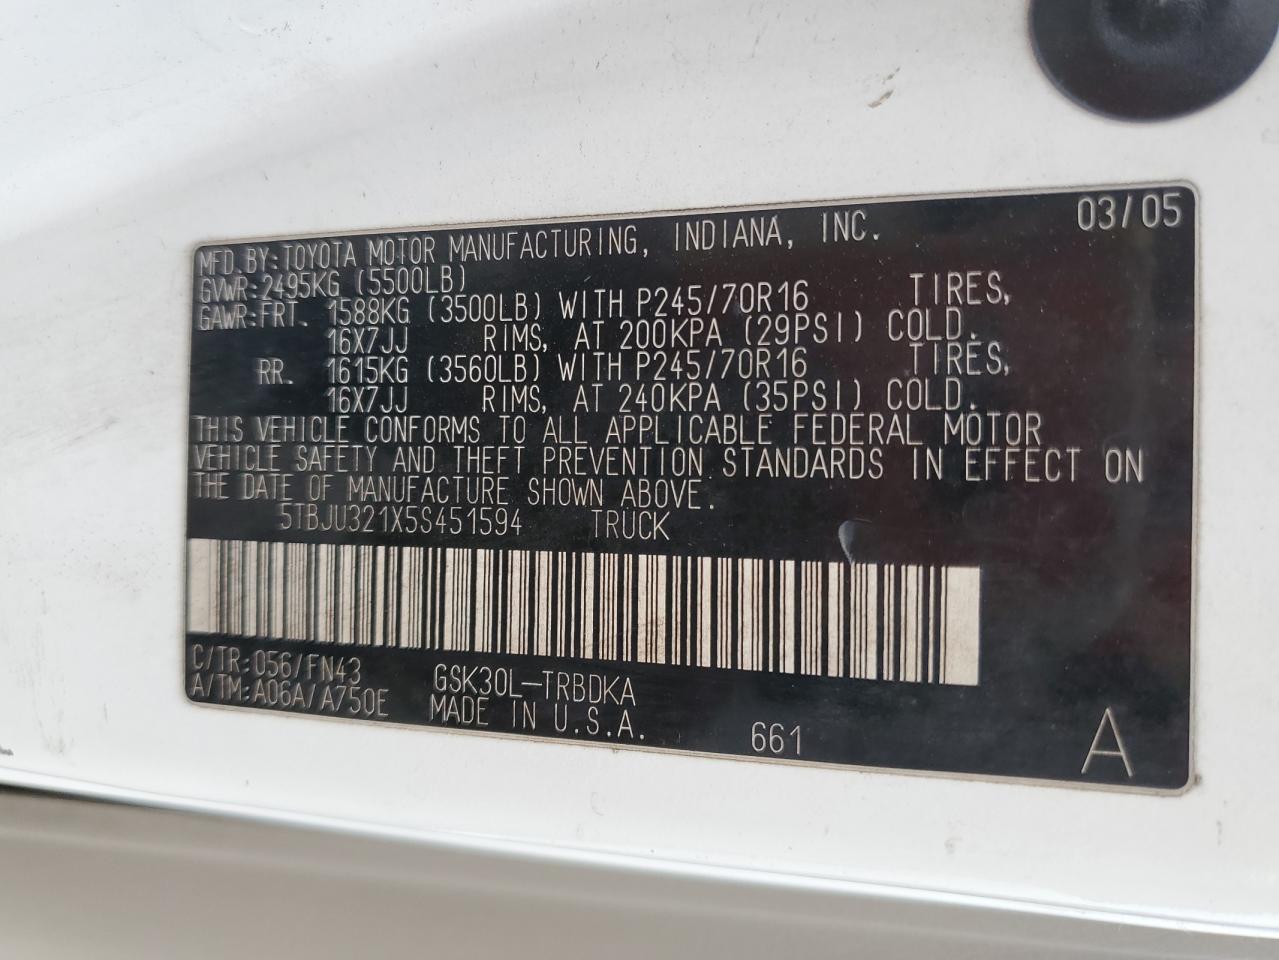 03/05
MFD. BY: TOYOTA MOTOR MANUFACTURING, INDIANA, INC.
GVWR: 2495KG (5500LB)
GAWR: FRT. 1588KG (3500LB) WITH P245/70R16 TIRES,
16X7JJ RIMS, AT 200KPA (29PSI) COLD.
RR. 1615KG (3560LB) WITH P245/70R16 TIRES,
16X7JJ RIMS, AT 240KPA (35PSI) COLD.
THIS VEHICLE CONFORMS TO ALL APPLICABLE FEDERAL MOTOR
VEHICLE SAFETY AND THEFT PREVENTION STANDARDS IN EFFECT ON
THE DATE OF MANUFACTURE SHOWN ABOVE.
5TBJU321X5S451594 TRUCK
C/TR: 056/FN43 GSK30L-TRBDKA
A/TM: A06A/A750E MADE IN U.S.A. 661 A